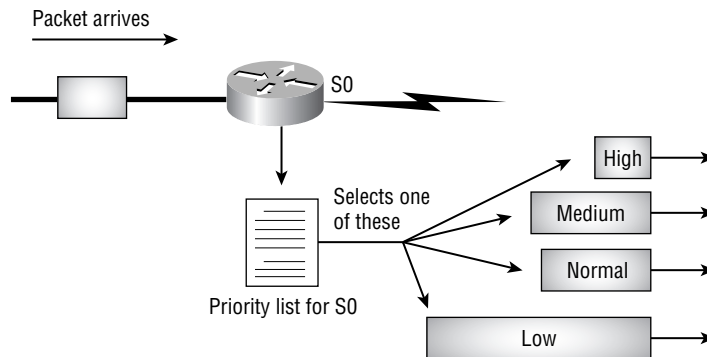 Packet arrives
S0
High
Selects one
of these
Medium
Normal
Priority list for S0
Low